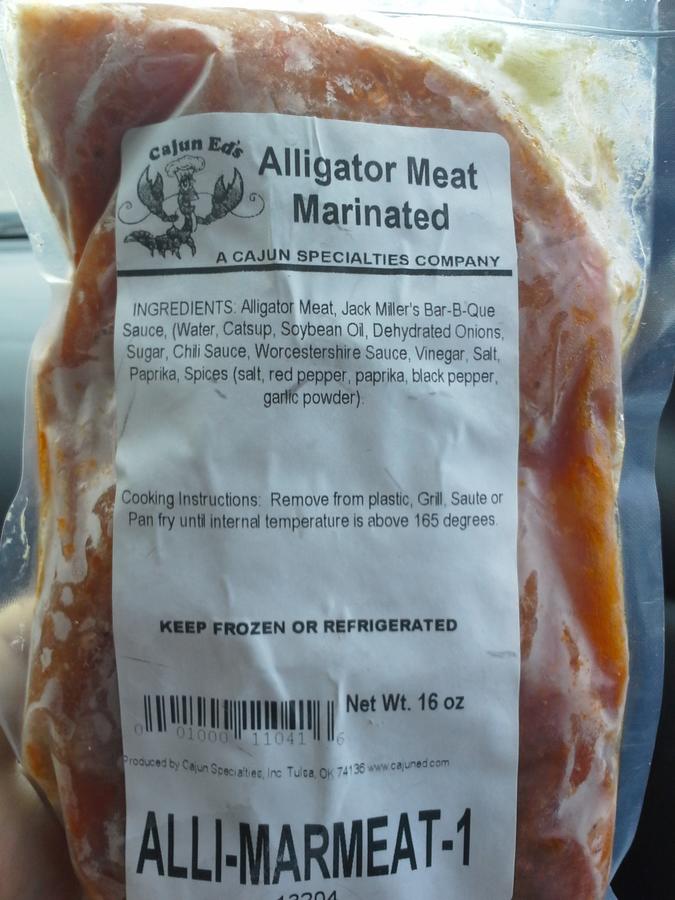 Cajun Ed's
Alligator Meat
Marinated
A CAJUN SPECIALTIES COMPANY
INGREDIENTS: Alligator Meat, Jack Miller's Bar-B-Que
Sauce, (Water, Catsup, Soybean Oil, Dehydrated Onions,
Sugar, Chili Sauce, Worcestershire Sauce, Vinegar, Salt,
Paprika, Spices (salt, red pepper, paprika, black pepper,
garlic powder).
Cooking Instructions: Remove from plastic, Grill, Saute or
Pan fry until internal temperature is above 165 degrees.
KEEP FROZEN OR REFRIGERATED
Net Wt. 16 oz
0 01000 11041 6
Produced by Cajun Specialties, Inc Tulsa, OK 74136 www.cajuned.com
ALLI-MARMEAT-1